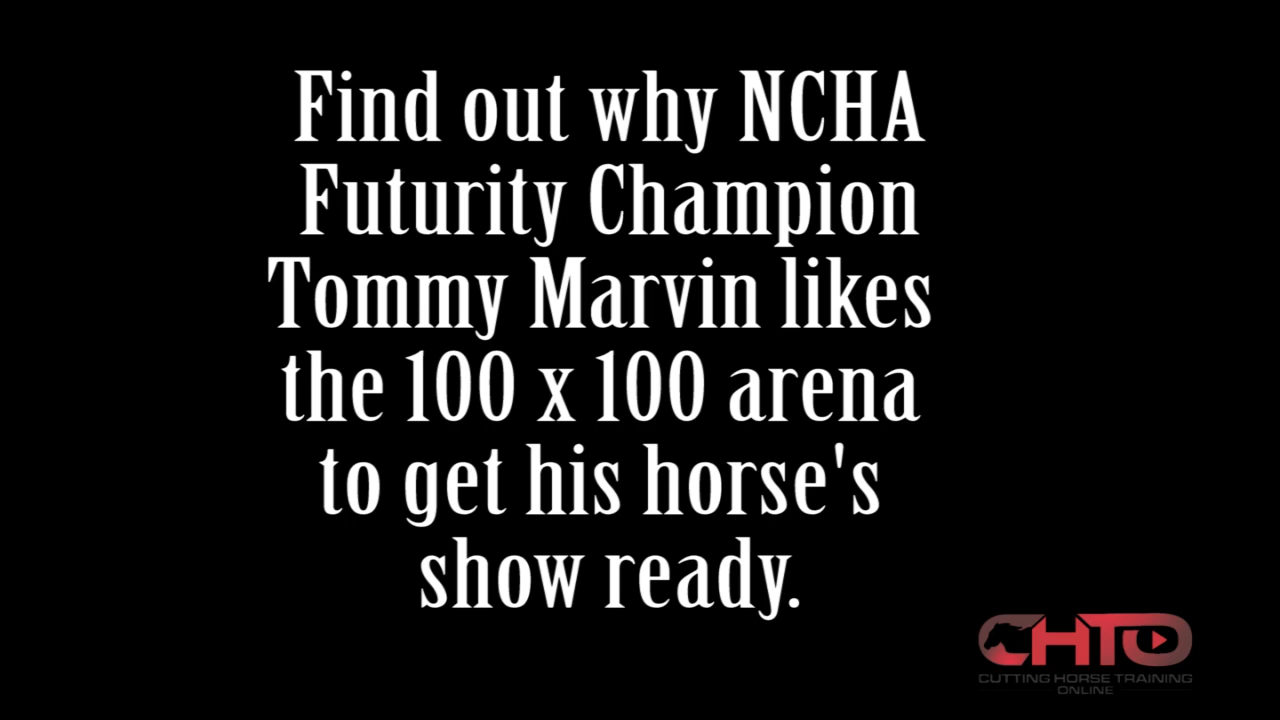 Find out why NCHA
Futurity Champion
Tommy Marvin likes
the 100 x 100 arena
to get his horse's
show ready.
CHTO
CUTTING HORSE TRAINING
ONLINE